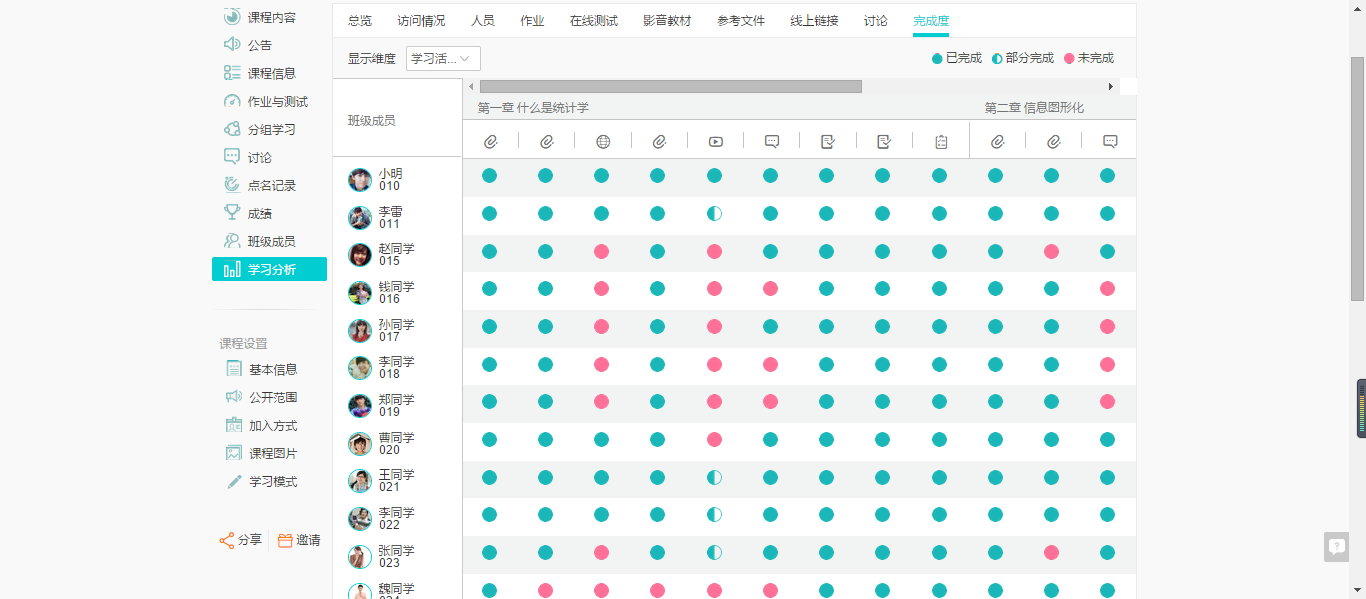 课程内容
公告
课程信息
作业与测试
分组学习
讨论
点名记录
成绩
班级成员
学习分析
课程设置
基本信息
公开范围
加入方式
课程图片
学习模式
分享 邀请
总览 访问情况 人员 作业 在线测试 影音教材 参考文件 线上链接 讨论 完成度
显示维度 学习活... 已完成 部分完成 未完成
班级成员 第一章 什么是统计学 第二章 信息图形化
小明
010
李雷
011
赵同学
015
钱同学
016
孙同学
017
李同学
018
郑同学
019
曹同学
020
王同学
021
李同学
022
张同学
023
魏同学